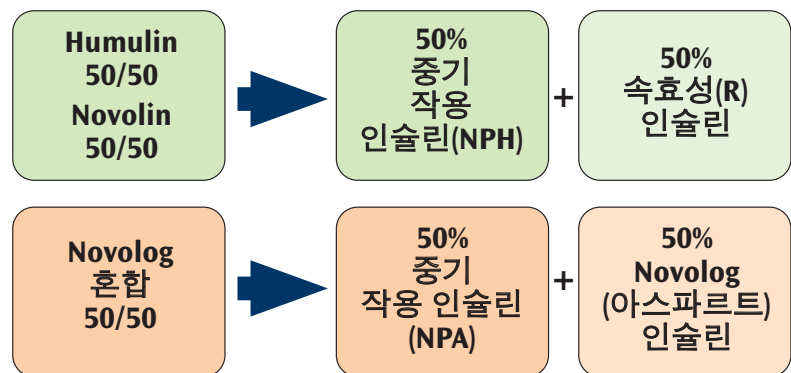 Humulin
50/50
Novolin
50/50
50%
중기
작용
인슐린(NPH)
+
50%
속효성(R)
인슐린
Novolog
혼합
50/50
50%
중기
작용 인슐린
(NPA)
+
50%
Novolog
(아스파르트)
인슐린